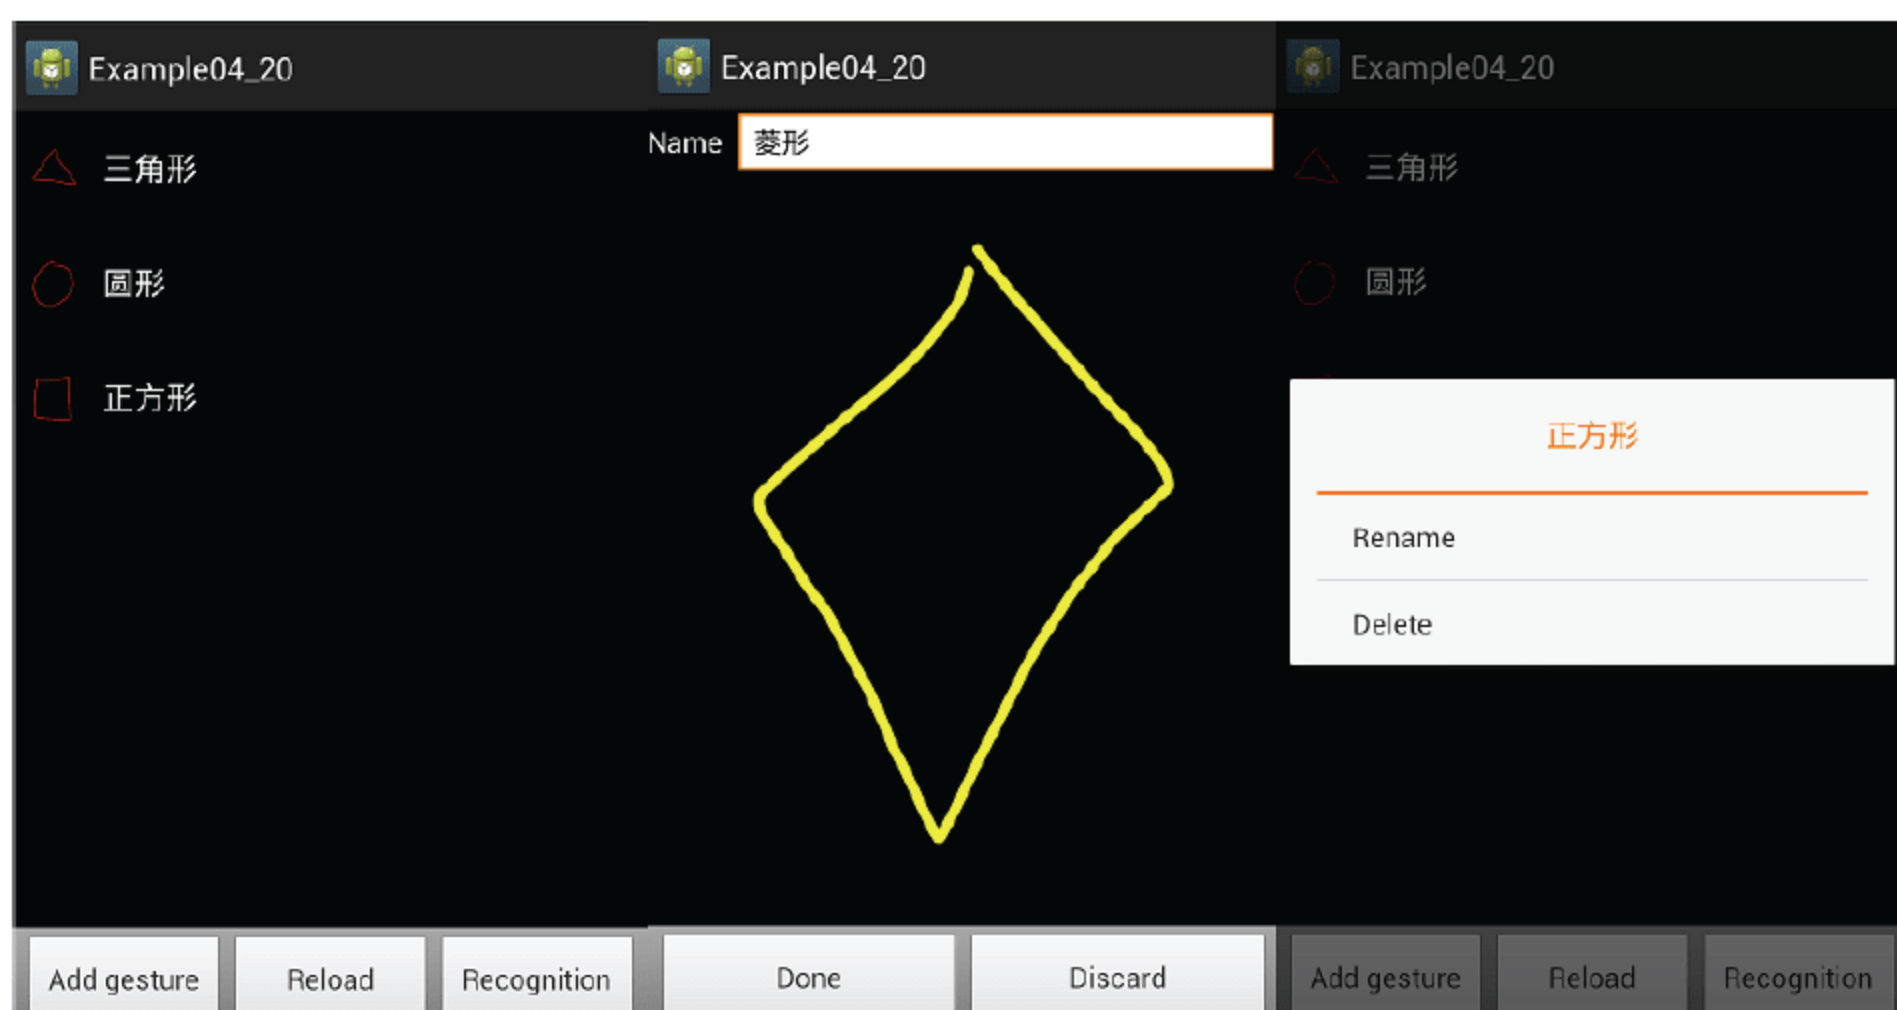 Example04_20
三角形
圆形
正方形
Add gesture
Reload
Recognition
Example04_20
Name
菱形
Done
Discard
Example04_20
三角形
圆形
正方形
Rename
Delete
Add gesture
Reload
Recognition